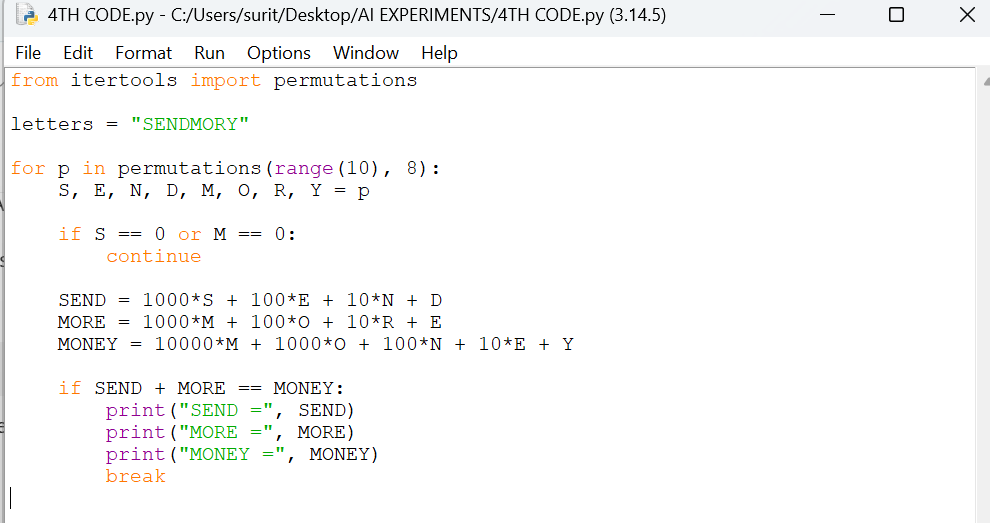 4TH CODE.py - C:/Users/surit/Desktop/AI EXPERIMENTS/4TH CODE.py (3.14.5)
File Edit Format Run Options Window Help
from itertools import permutations

letters = "SENDMORY"

for p in permutations(range(10), 8):
    S, E, N, D, M, O, R, Y = p

    if S == 0 or M == 0:
        continue

    SEND = 1000*S + 100*E + 10*N + D
    MORE = 1000*M + 100*O + 10*R + E
    MONEY = 10000*M + 1000*O + 100*N + 10*E + Y

    if SEND + MORE == MONEY:
        print("SEND =", SEND)
        print("MORE =", MORE)
        print("MONEY =", MONEY)
        break